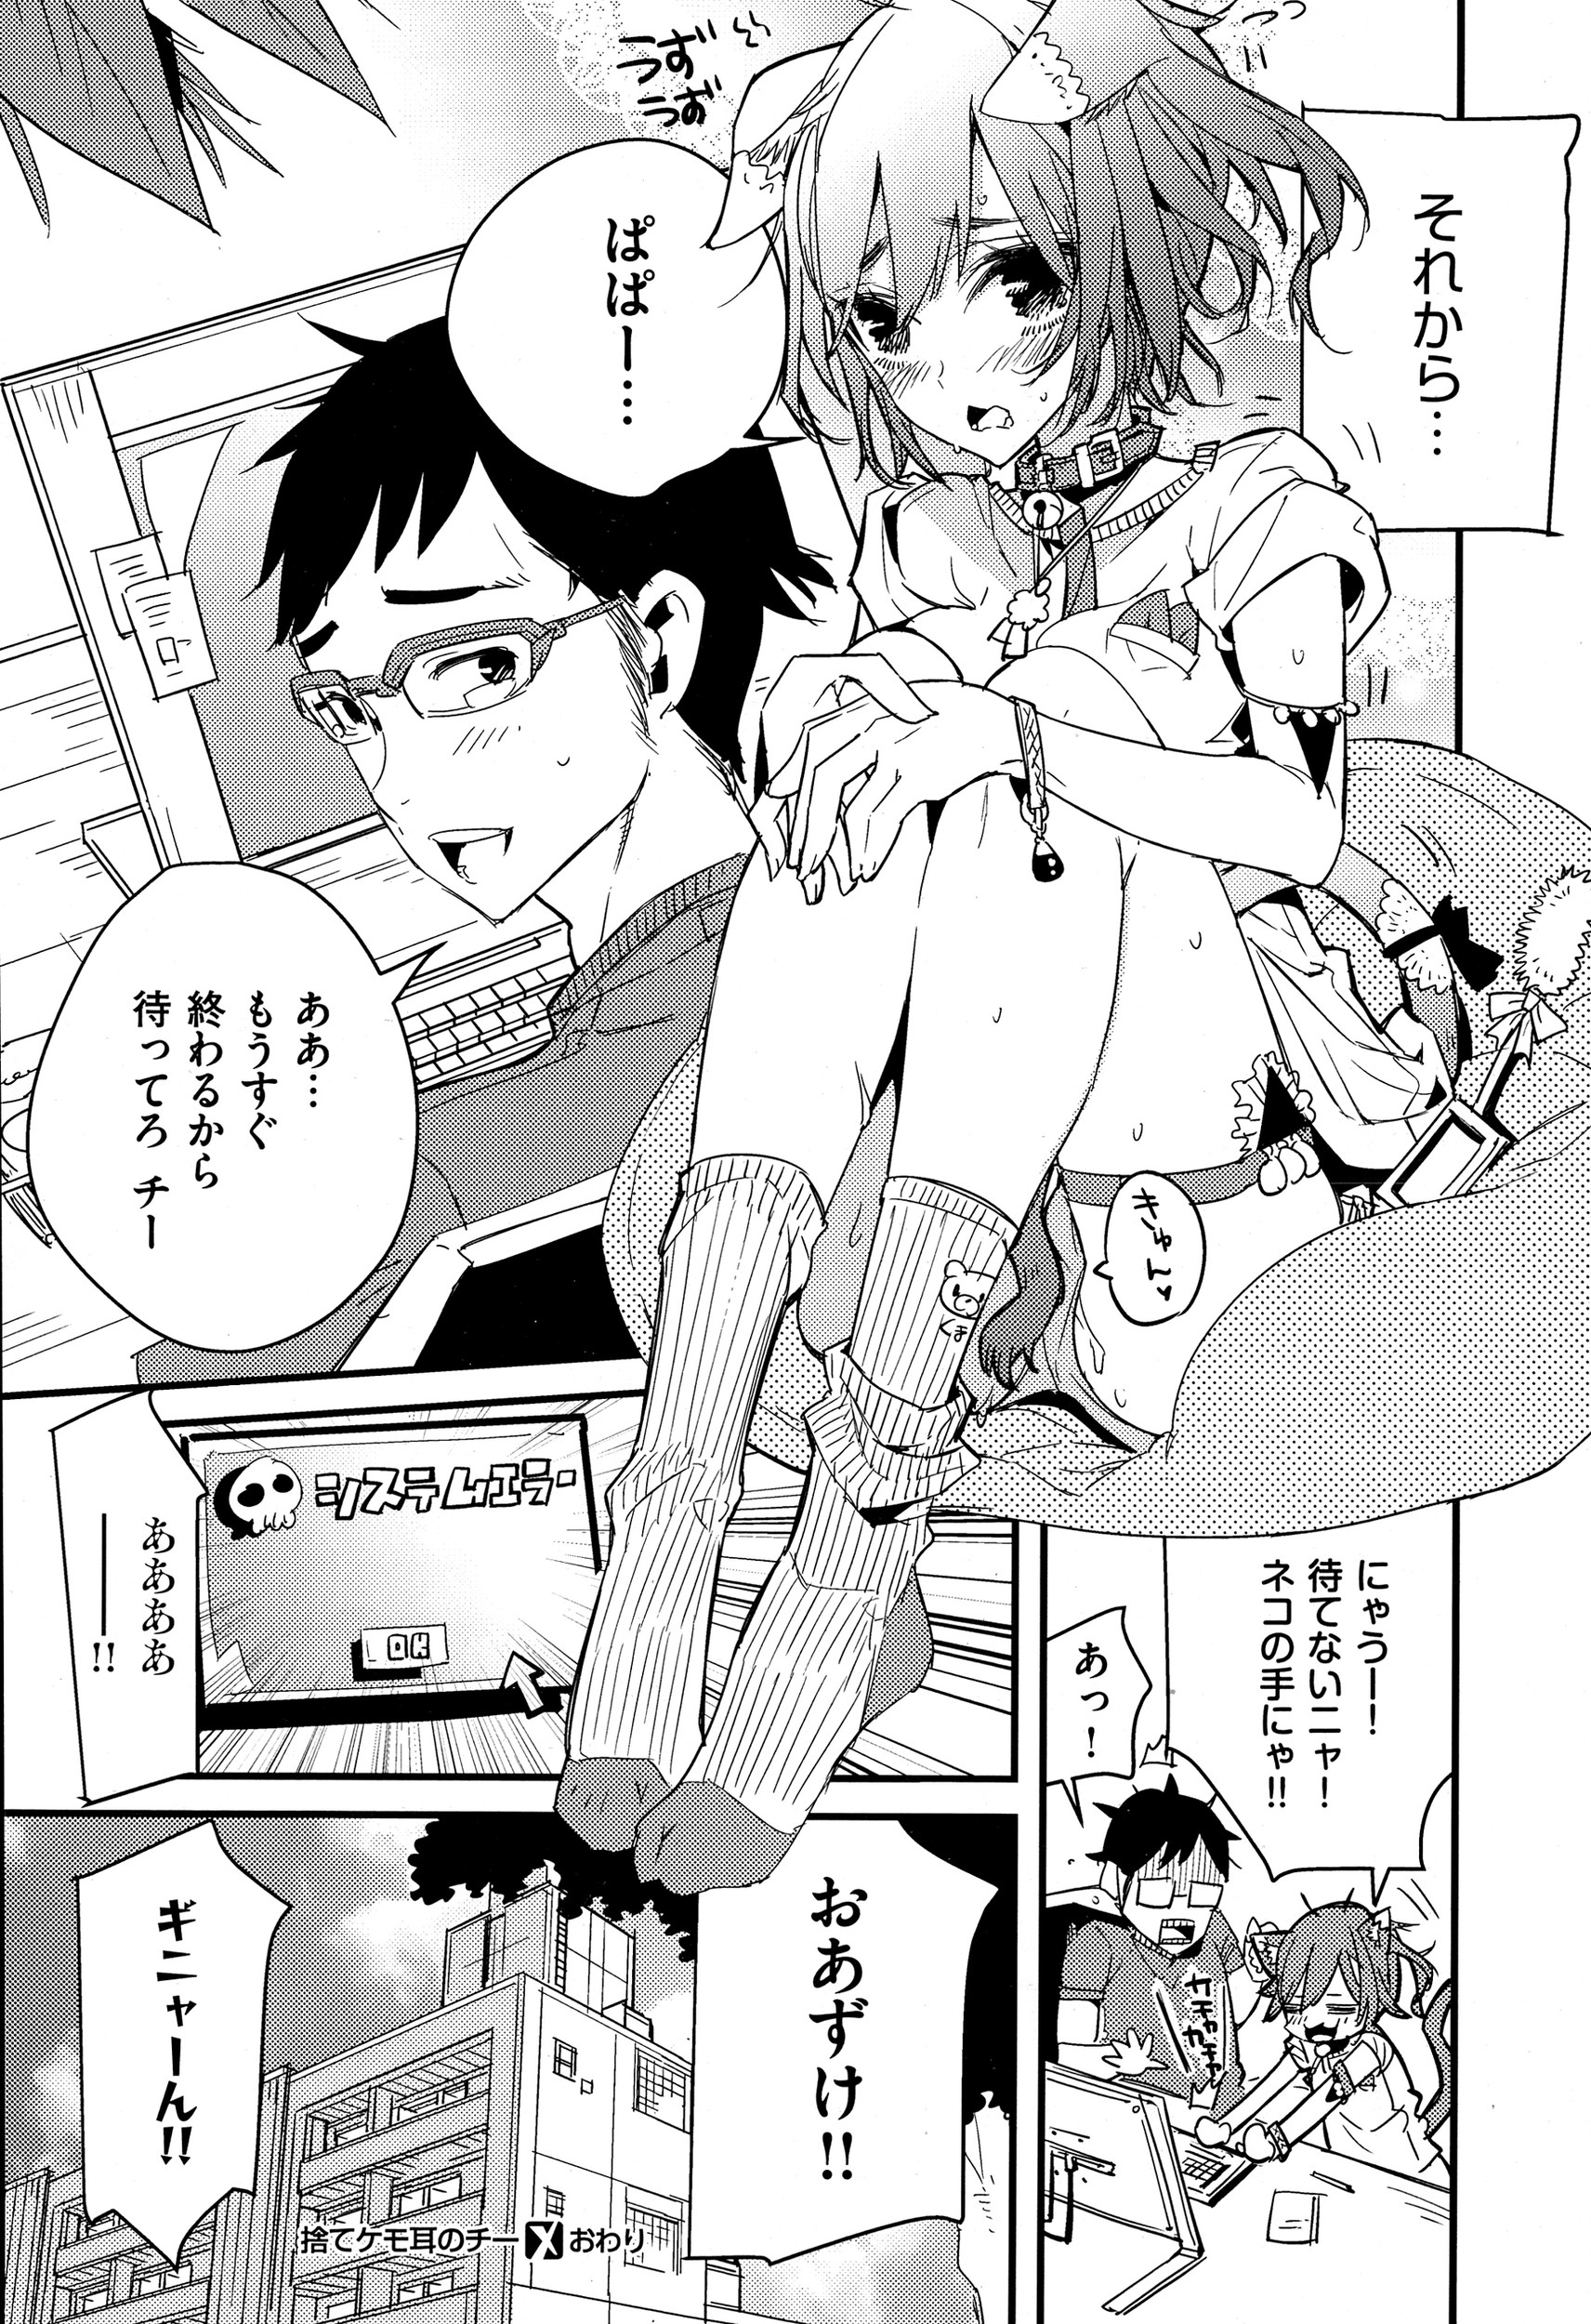 それから…
うずうず
ぱぱー…
ああ…
もうすぐ
終わるから
待ってろ チー
きゅん♥
くま
にゃうー！
待てないニャ！
ネコの手にゃ!!
あっ！
カチャカチャ
システムエラー
OK
ああああ
――!!
おあずけ!!
ギニャーん!!
捨てケモ耳のチー X おわり